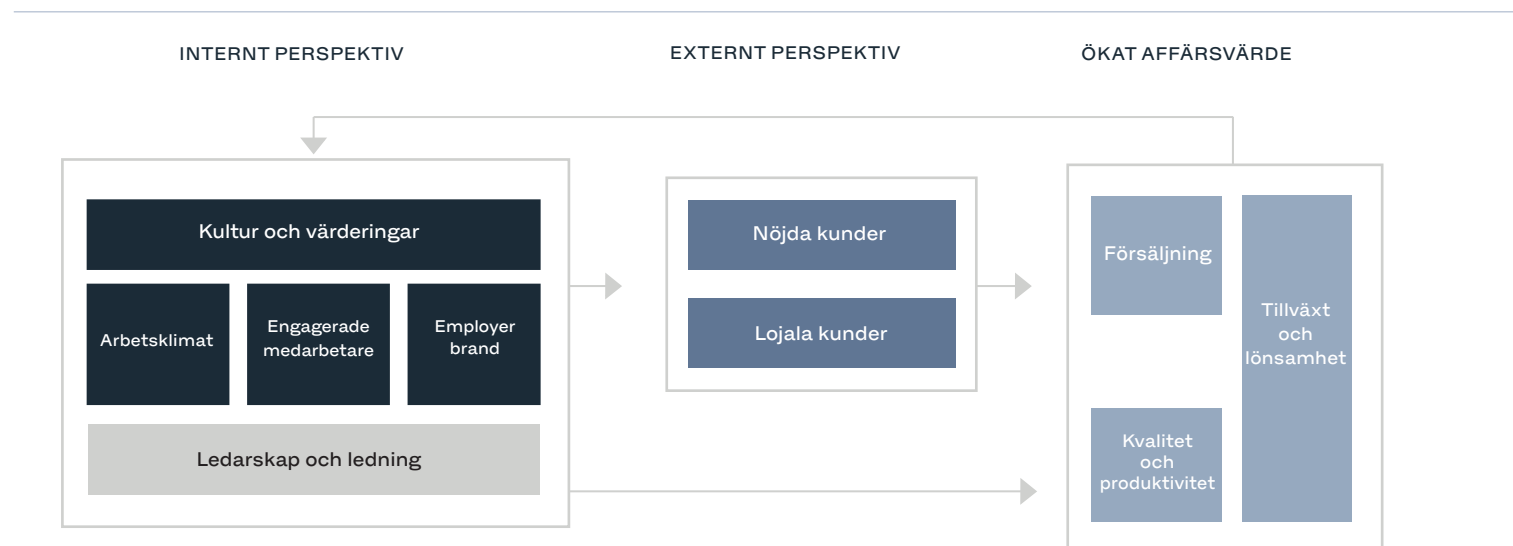 INTERNT PERSPEKTIV
EXTERNT PERSPEKTIV
ÖKAT AFFÄRSVÄRDE
Kultur och värderingar
Arbetsklimat
Engagerade
medarbetare
Employer
brand
Ledarskap och ledning
Nöjda kunder
Lojala kunder
Försäljning
Kvalitet
och
produktivitet
Tillväxt
och
lönsamhet